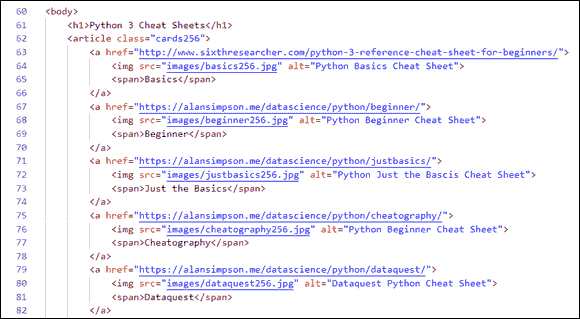 60 <body>
61 <h1>Python 3 Cheat Sheets</h1>
62 <article class="cards256">
63 <a href="http://www.sixthresearcher.com/python-3-reference-cheat-sheet-for-beginners/">
64 <img src="images/basics256.jpg" alt="Python Basics Cheat Sheet">
65 <span>Basics</span>
66 </a>
67 <a href="https://alansimpson.me/datascience/python/beginner/">
68 <img src="images/beginner256.jpg" alt="Python Beginner Cheat Sheet">
69 <span>Beginner</span>
70 </a>
71 <a href="https://alansimpson.me/datascience/python/justbasics/">
72 <img src="images/justbasics256.jpg" alt="Python Just the Bascis Cheat Sheet">
73 <span>Just the Basics</span>
74 </a>
75 <a href="https://alansimpson.me/datascience/python/cheatography/">
76 <img src="images/cheatography256.jpg" alt="Python Beginner Cheat Sheet">
77 <span>Cheatography</span>
78 </a>
79 <a href="https://alansimpson.me/datascience/python/dataquest/">
80 <img src="images/dataquest256.jpg" alt="Dataquest Python Cheat Sheet">
81 <span>Dataquest</span>
82 </a>